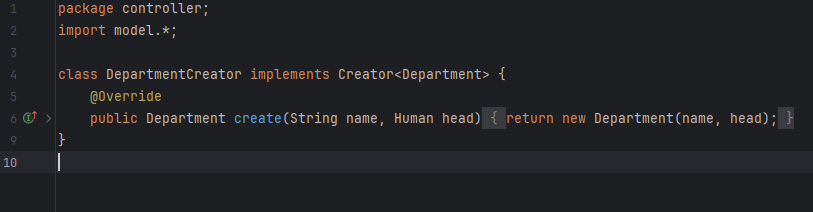 1 package controller;
2 import model.*;
3
4 class DepartmentCreator implements Creator<Department> {
5 @Override
6 public Department create(String name, Human head) { return new Department(name, head); }
9 }
10